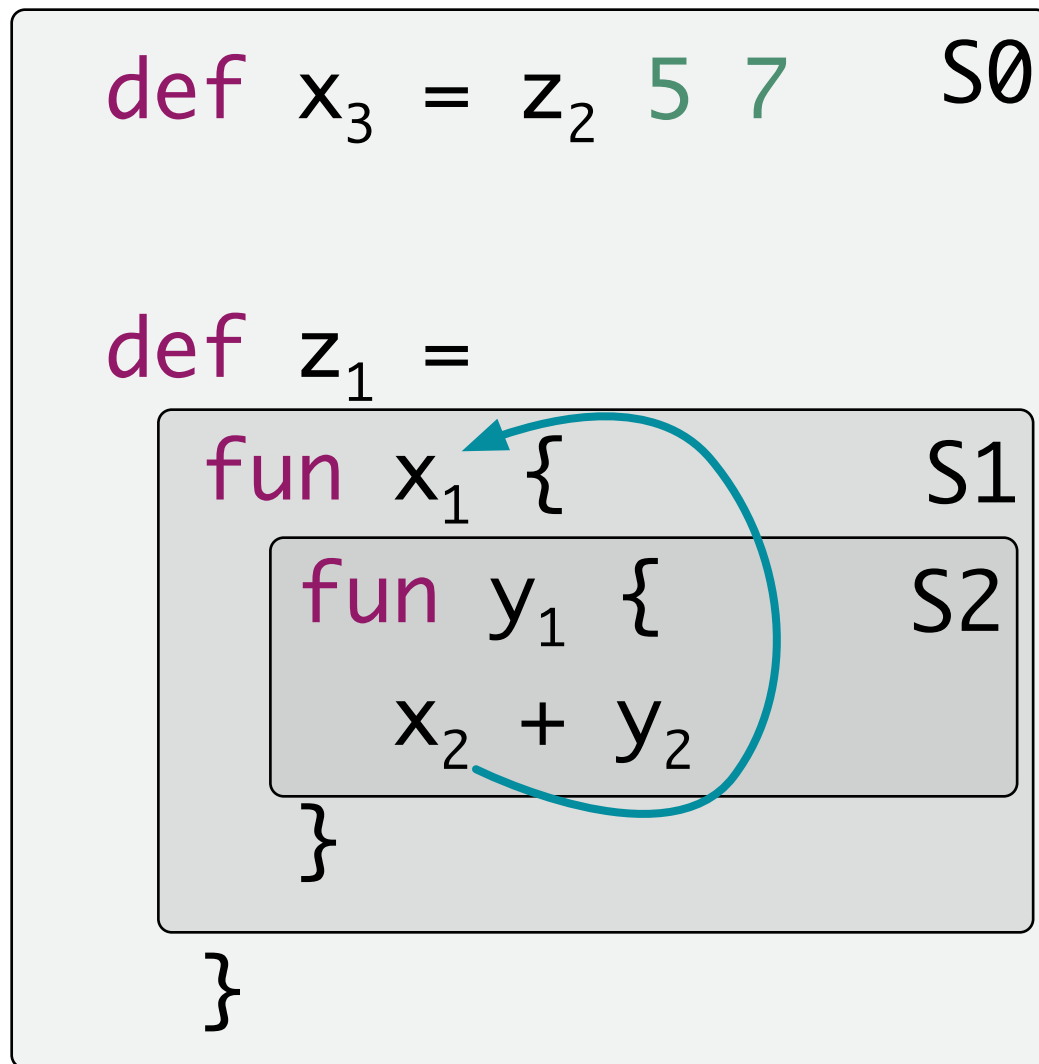 def x₃ = z₂ 5 7 S0
def z₁ =
fun x₁ { S1
fun y₁ { S2
x₂ + y₂
}
}